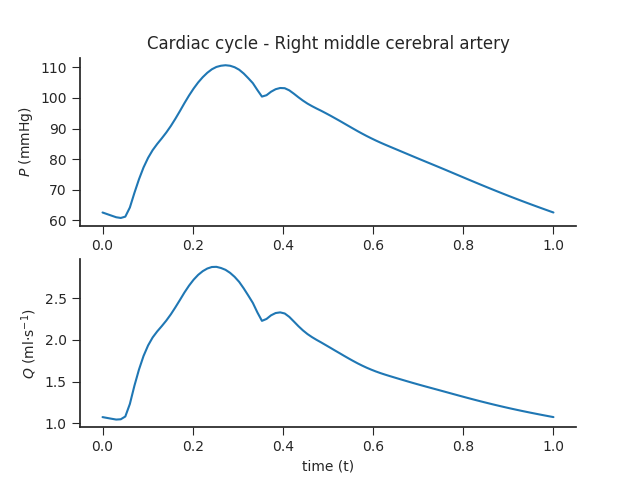 Cardiac cycle - Right middle cerebral artery
110
100
90
80
70
60
P (mmHg)
0.0 0.2 0.4 0.6 0.8 1.0
2.5
2.0
1.5
1.0
Q (ml·s⁻¹)
0.0 0.2 0.4 0.6 0.8 1.0
time (t)